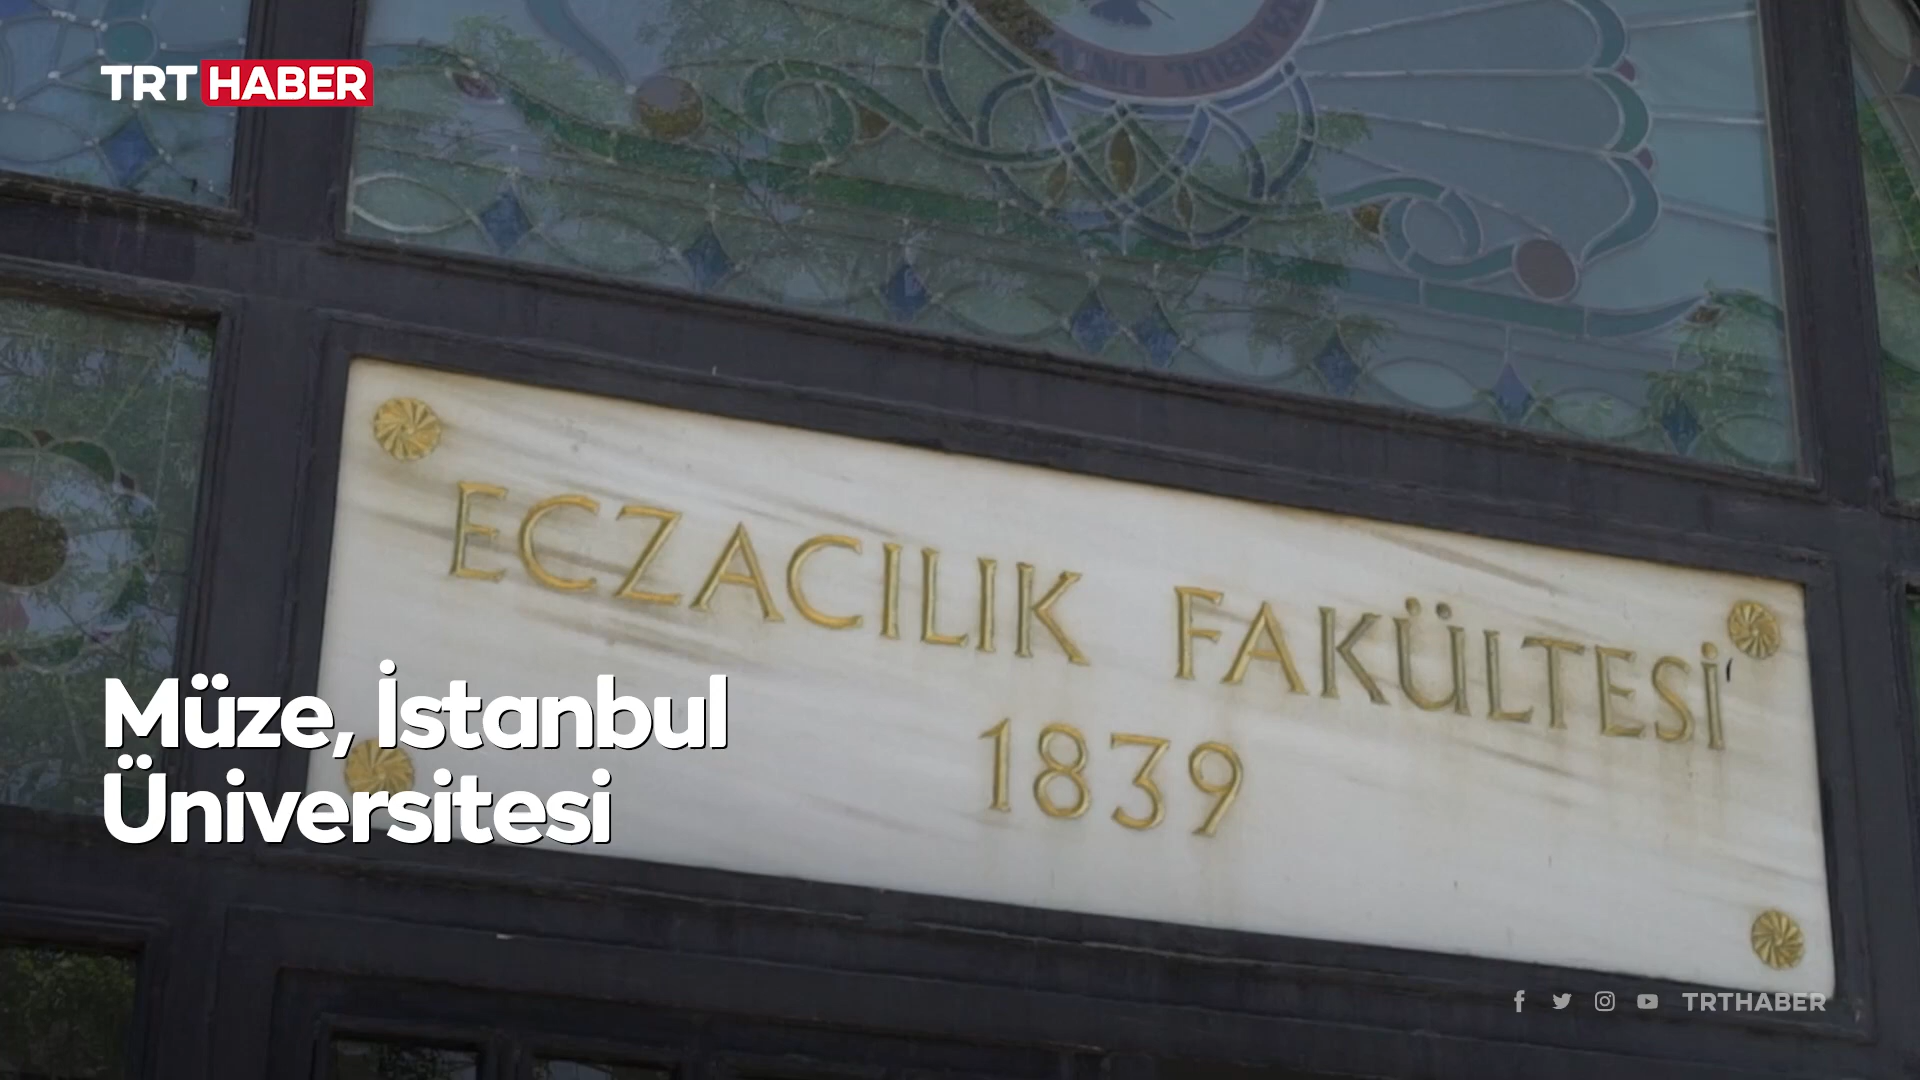 TRT HABER
ECZACILIK FAKÜLTESİ
1839
Müze, İstanbul
Üniversitesi
TRTHABER